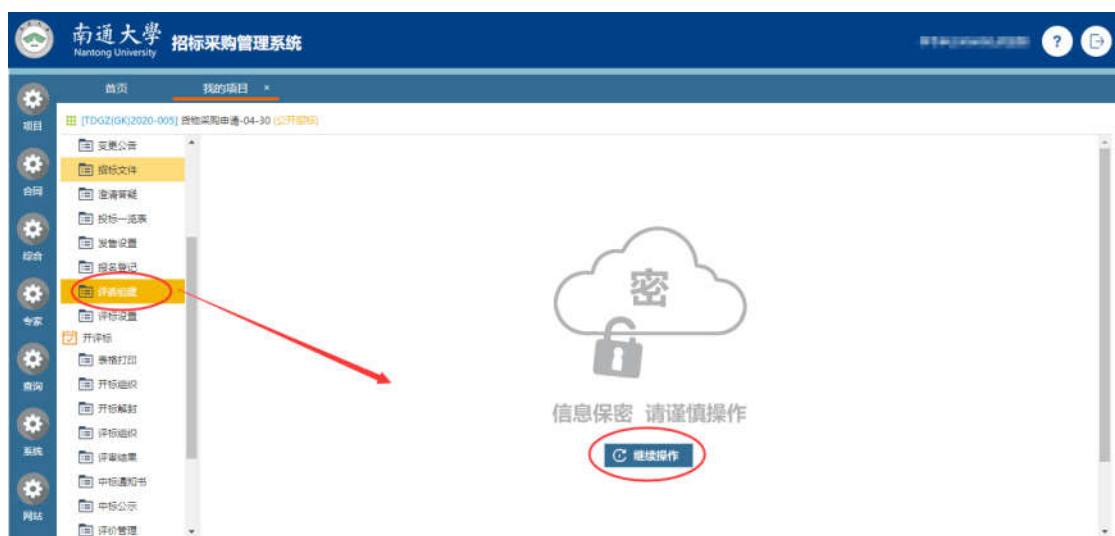 南通大學
Nantong University
招标采购管理系统
?
首页
我的项目 ×
[TDGZ(GK)2020-005] 货物采购申请-04-30 (公开招标)
项目
合同
综合
专家
查询
系统
网站
变更公告
招标文件
澄清答疑
投标一览表
发售设置
报名登记
评委组建
评标设置
开评标
表格打印
开标组织
开标解封
评标组织
评审结果
中标通知书
中标公示
评价管理
密
信息保密 请谨慎操作
继续操作